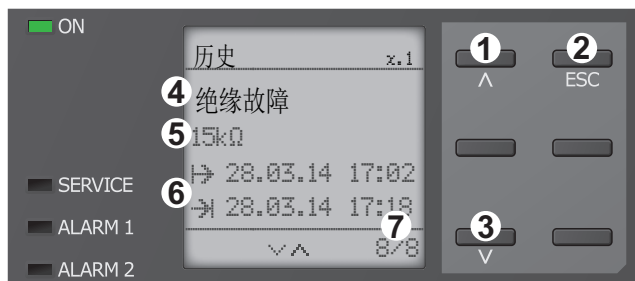 ON
历史 χ.1
④ 绝缘故障
⑤ 15kΩ
⑥ 28.03.14 17:02
28.03.14 17:18
⑦ 8/8
SERVICE
ALARM 1
ALARM 2
① ② 
ESC
③